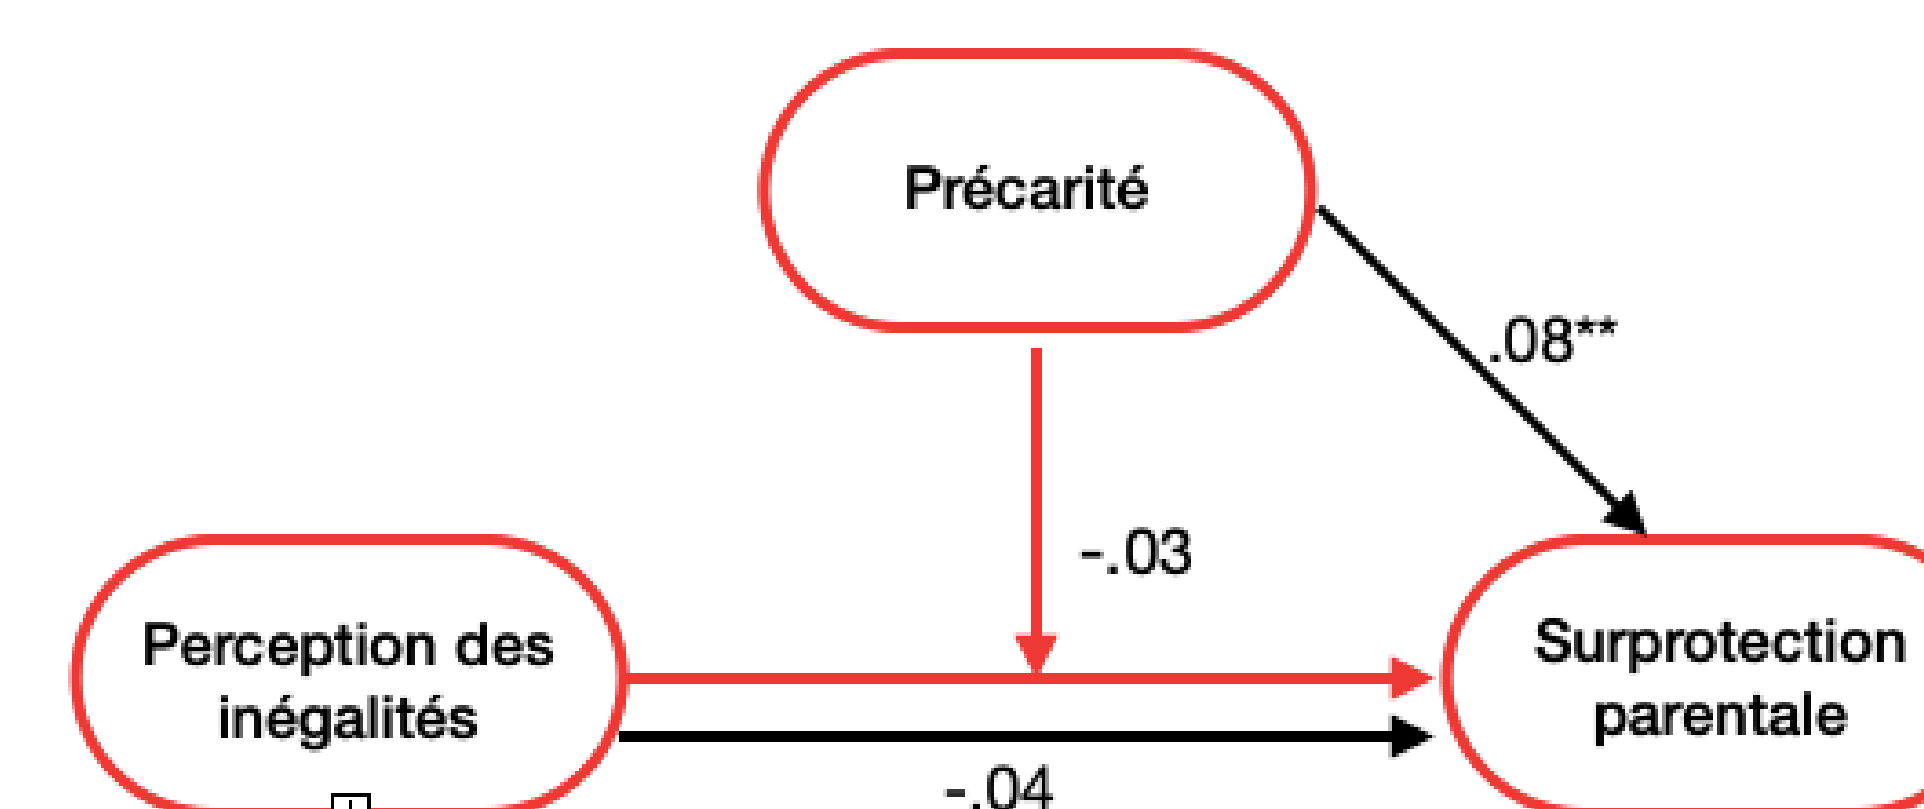 Précarité
.08**
-.03
Perception des
inégalités
Surprotection
parentale
-.04